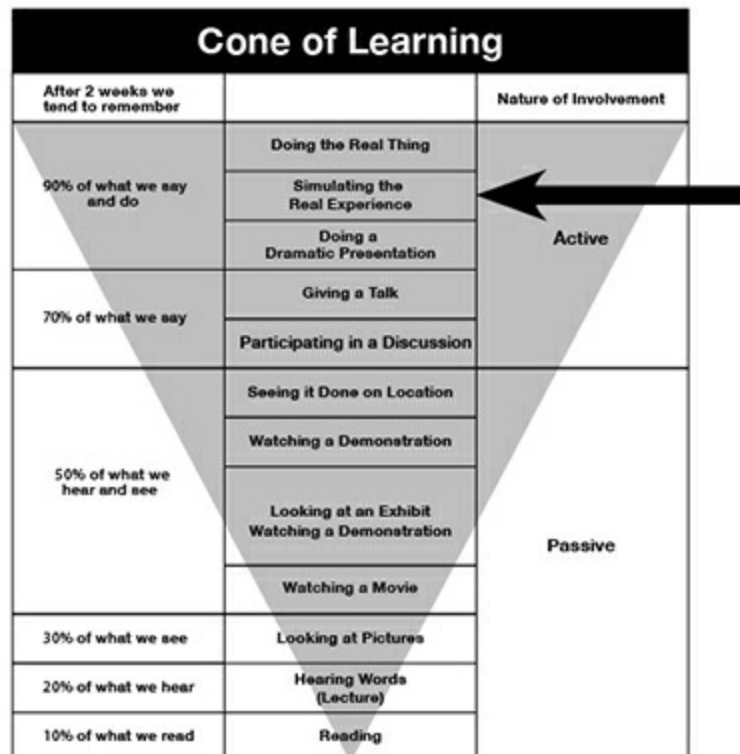 Cone of Learning
After 2 weeks we
tend to remember
Nature of Involvement
90% of what we say
and do
Doing the Real Thing
Simulating the
Real Experience
Doing a
Dramatic Presentation
Active
70% of what we say
Giving a Talk
Participating in a Discussion
50% of what we
hear and see
Seeing it Done on Location
Watching a Demonstration
Looking at an Exhibit
Watching a Demonstration
Watching a Movie
Passive
30% of what we see
Looking at Pictures
20% of what we hear
Hearing Words
(Lecture)
10% of what we read
Reading